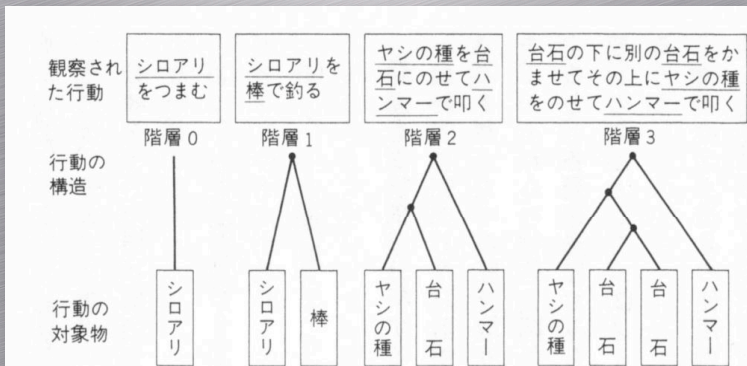 観察され
た行動
シロアリ
をつまむ
シロアリを
棒で釣る
ヤシの種を台
石にのせてハ
ンマーで叩く
台石の下に別の台石をか
ませてその上にヤシの種
をのせてハンマーで叩く
階層0
階層1
階層2
階層3
行動の
構造
行動の
対象物
シロアリ
シロアリ
棒
ヤシの種
台石
ハンマー
ヤシの種
台石
台石
ハンマー